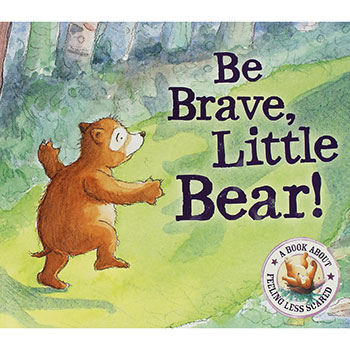 Be
Brave,
Little
Bear!
A BOOK ABOUT
FEELING LESS SCARED